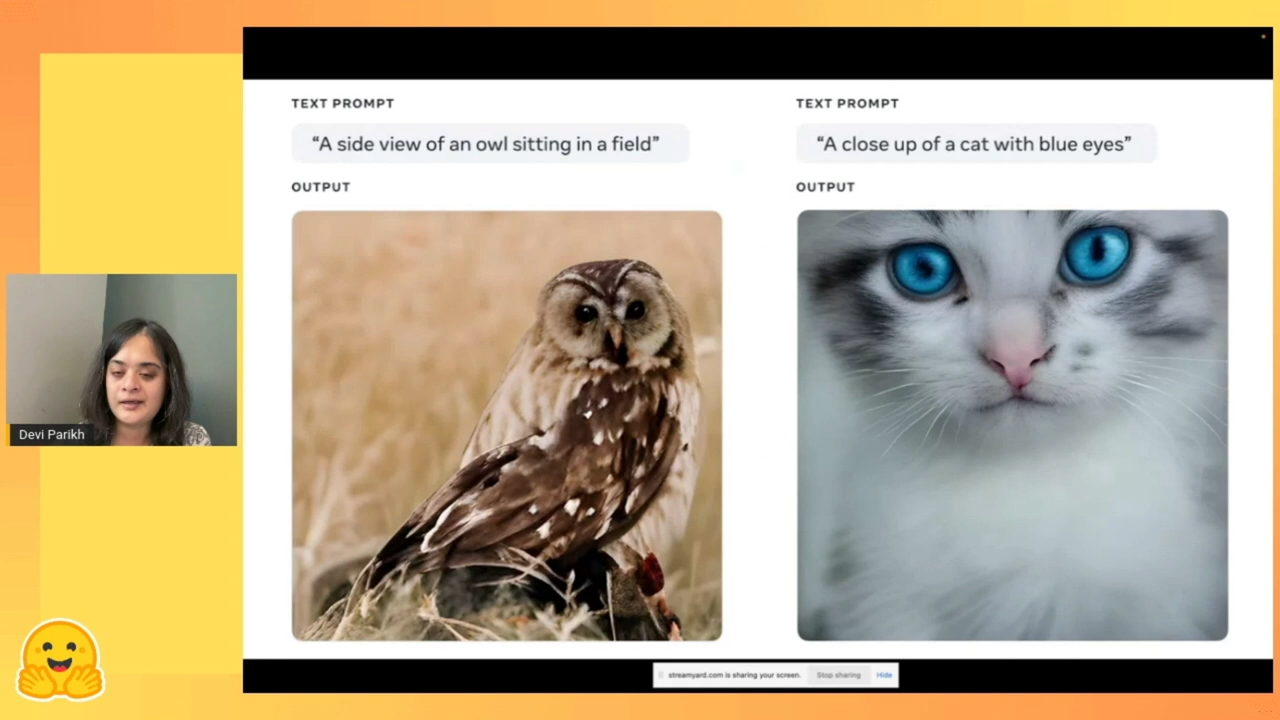 TEXT PROMPT
“A side view of an owl sitting in a field”
OUTPUT
TEXT PROMPT
“A close up of a cat with blue eyes”
OUTPUT
Devi Parikh
streamyard.com is sharing your screen.
Stop sharing
Hide